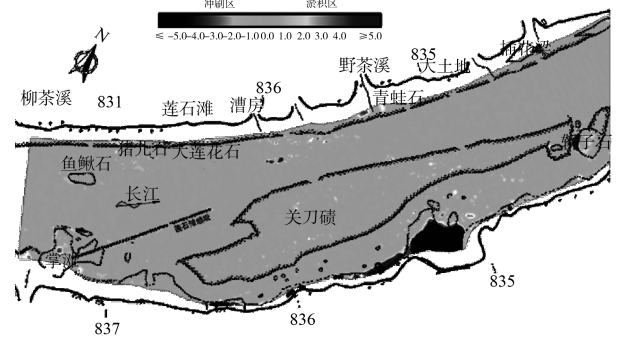 冲刷区 淤积区
≤ -5.0-4.0-3.0-2.0-1.0 0.0 1.0 2.0 3.0 4.0 ≥5.0
N
835
野茶溪 大土地
836
柳茶溪 831 莲石滩 漕房 青蛙石
猪九石 大莲花石
鱼鳅石
长江
关刀碛
835
836
837